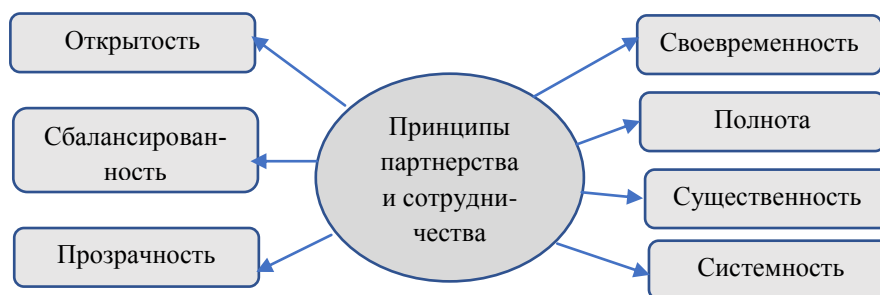 Открытость
Сбалансирован-
ность
Прозрачность
Принципы
партнерства
и сотрудни-
чества
Своевременность
Полнота
Существенность
Системность